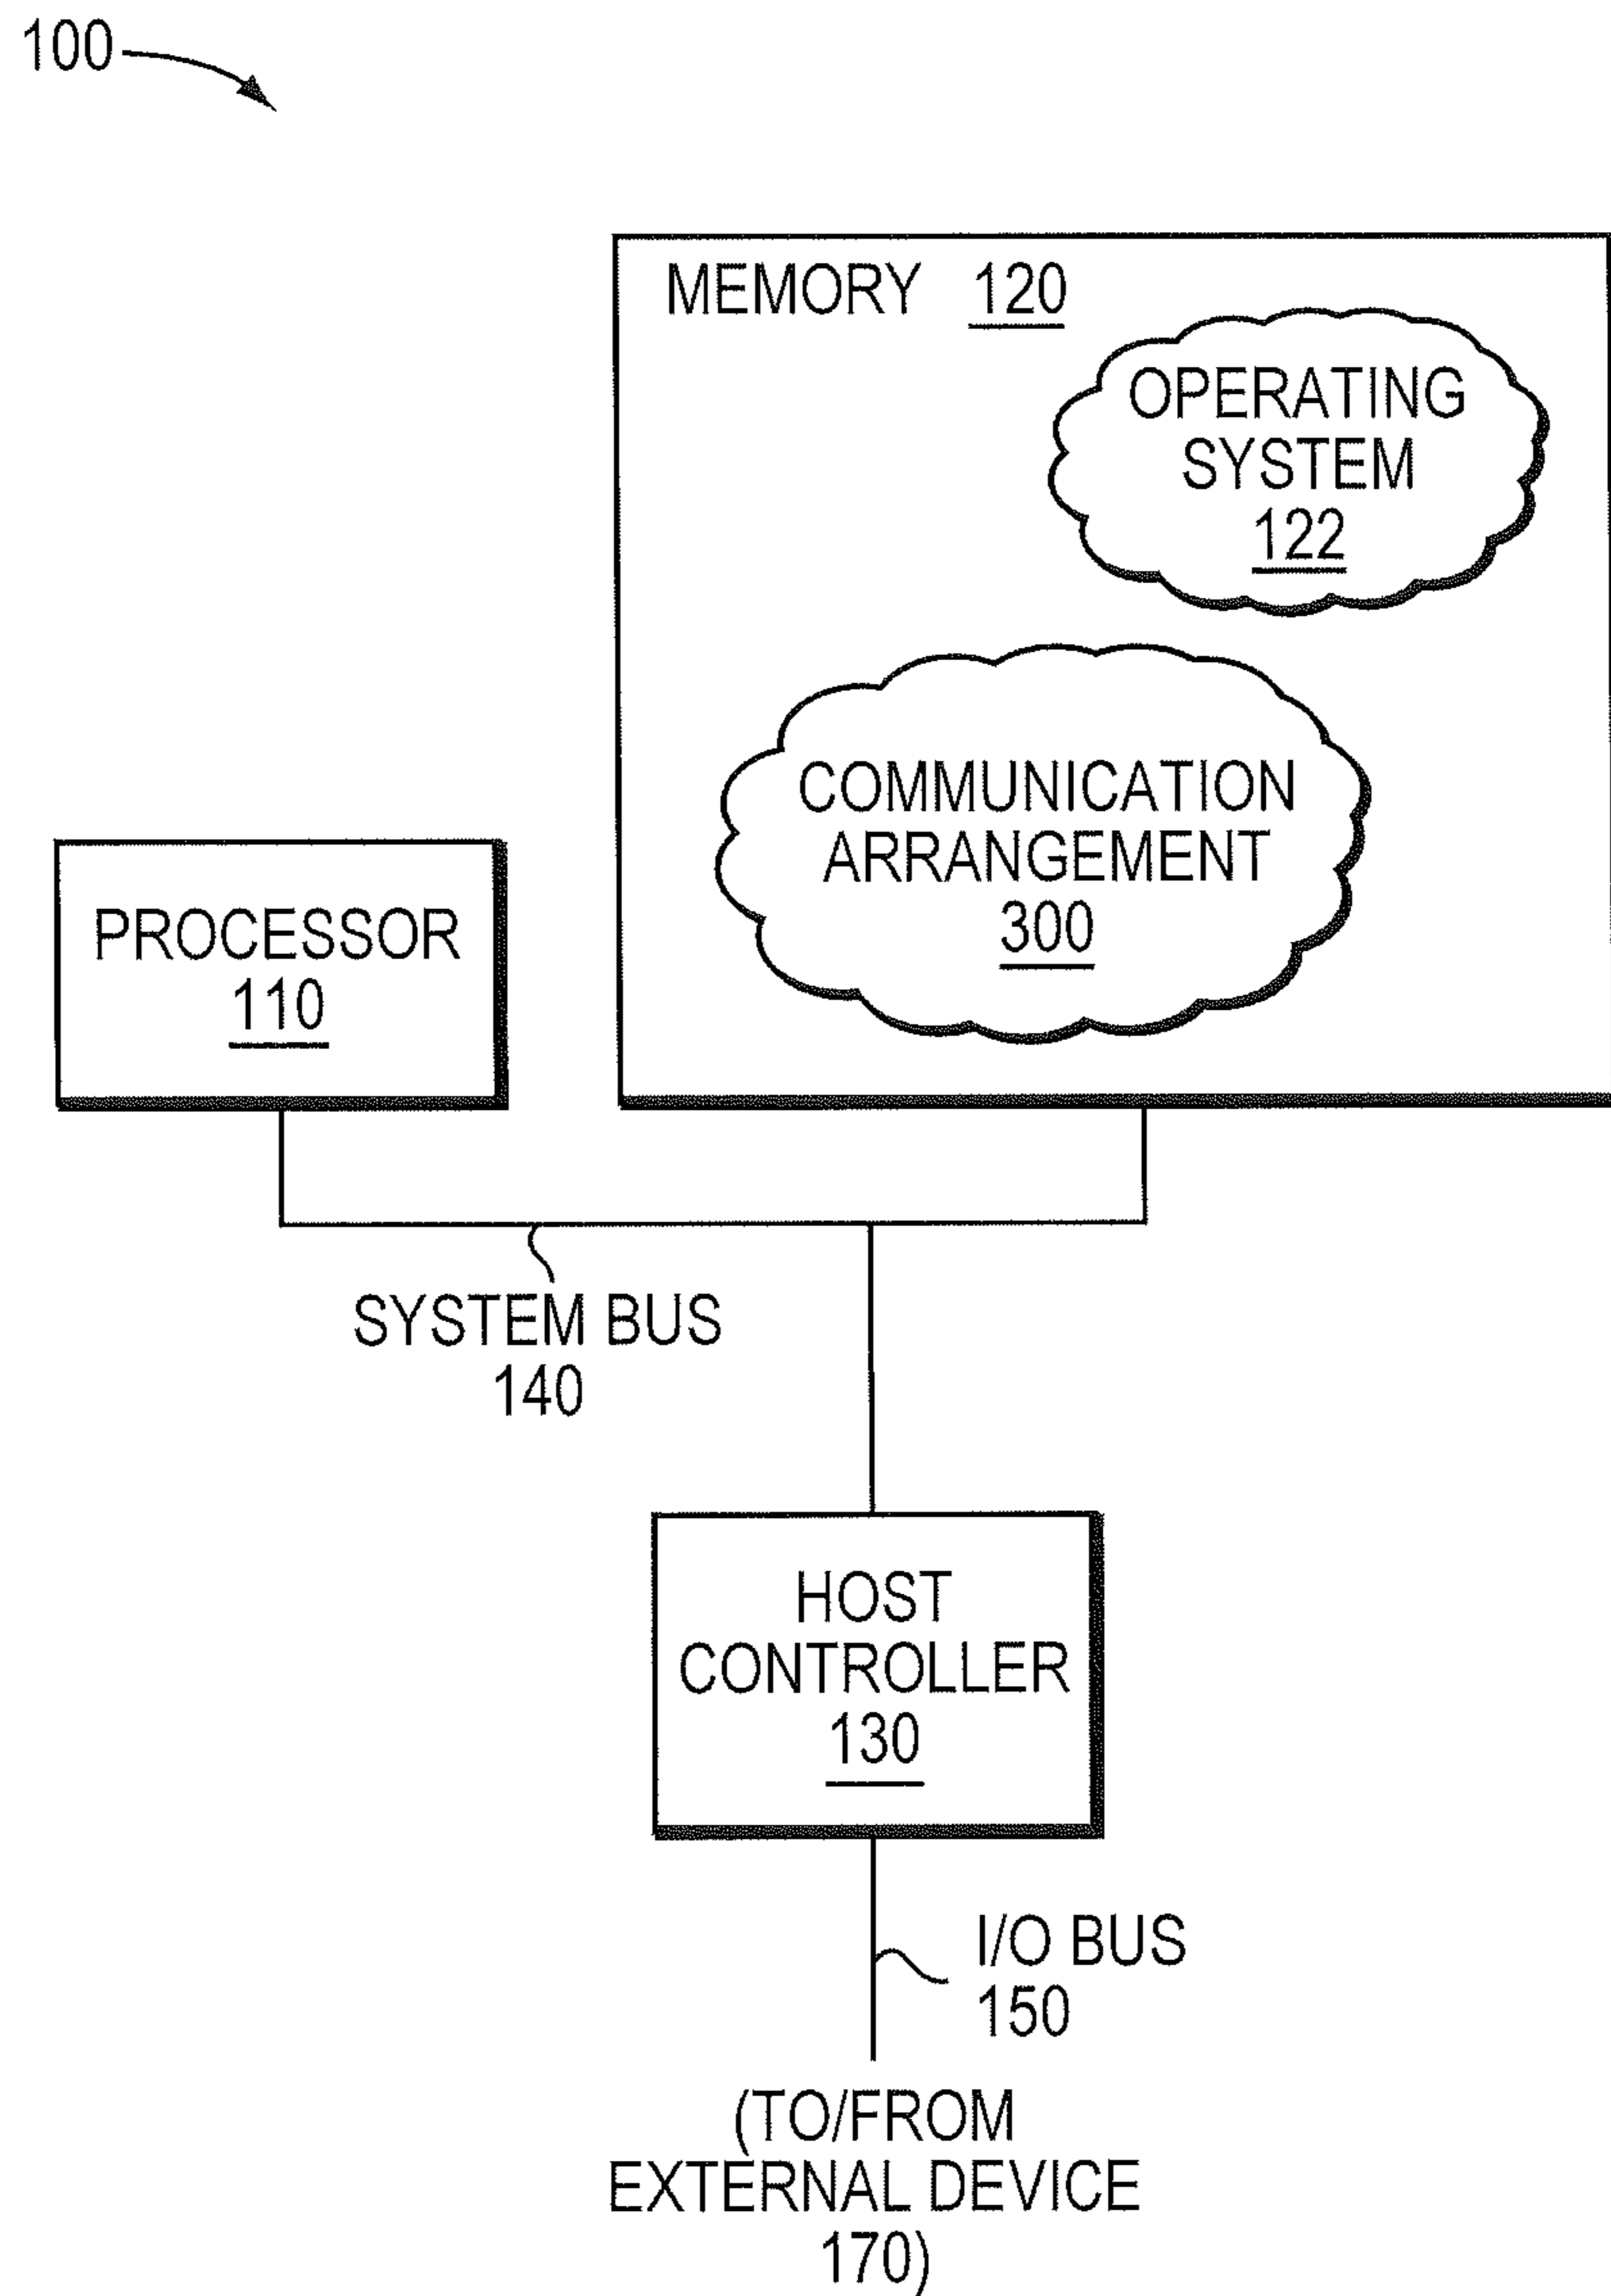 100
MEMORY 120
OPERATING
SYSTEM
122
COMMUNICATION
ARRANGEMENT
300
PROCESSOR
110
SYSTEM BUS
140
HOST
CONTROLLER
130
I/O BUS
150
(TO/FROM
EXTERNAL DEVICE
170)